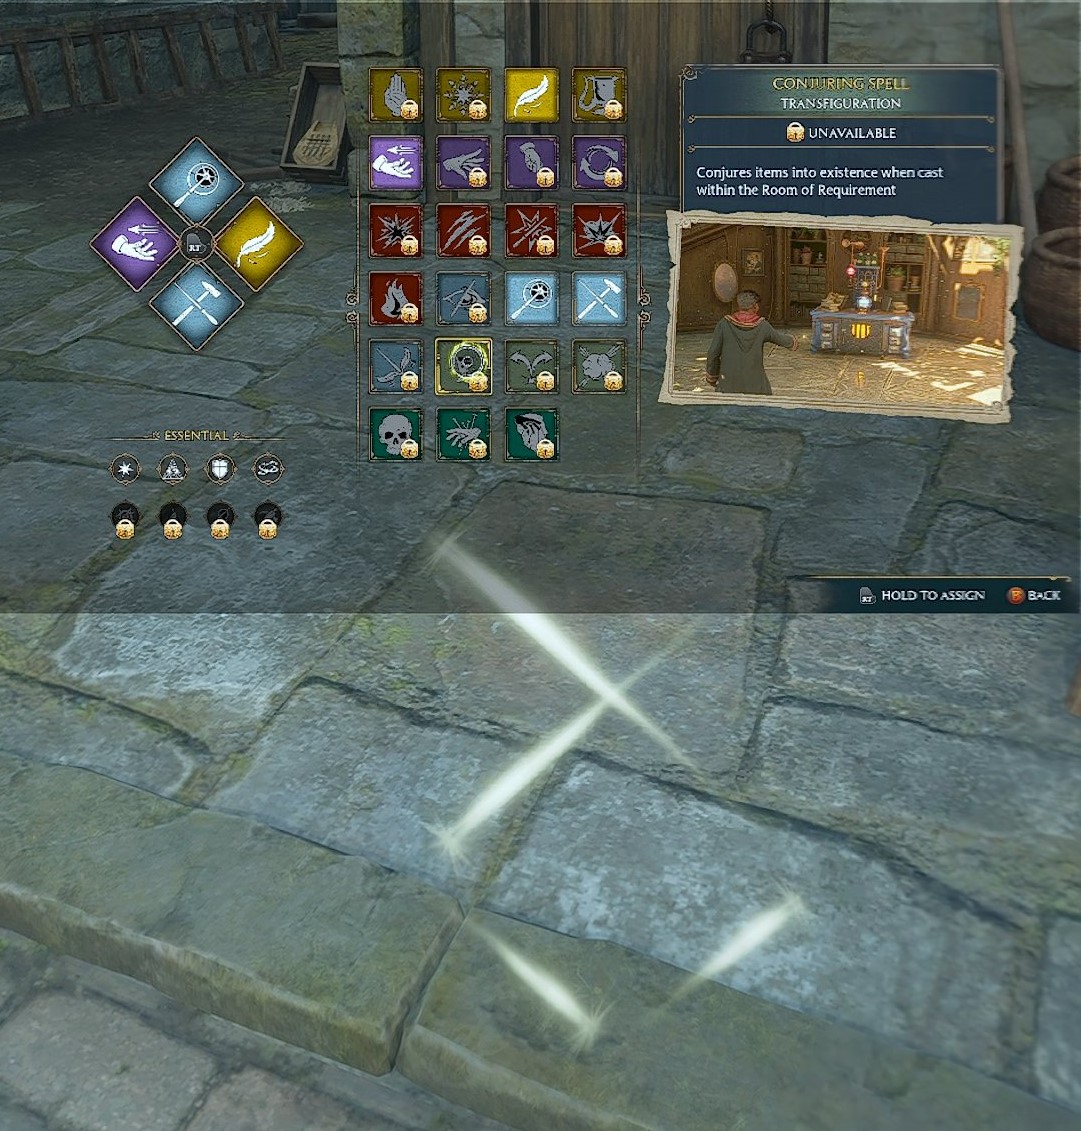 CONJURING SPELL
TRANSFIGURATION
UNAVAILABLE
Conjures items into existence when cast
within the Room of Requirement
RT
ESSENTIAL
RT HOLD TO ASSIGN B BACK